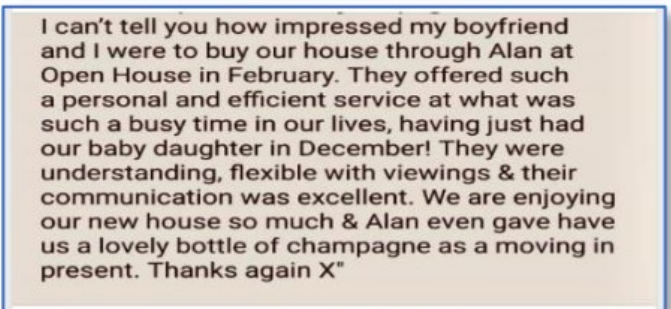 I can't tell you how impressed my boyfriend
and I were to buy our house through Alan at
Open House in February. They offered such
a personal and efficient service at what was
such a busy time in our lives, having just had
our baby daughter in December! They were
understanding, flexible with viewings & their
communication was excellent. We are enjoying
our new house so much & Alan even gave have
us a lovely bottle of champagne as a moving in
present. Thanks again X"